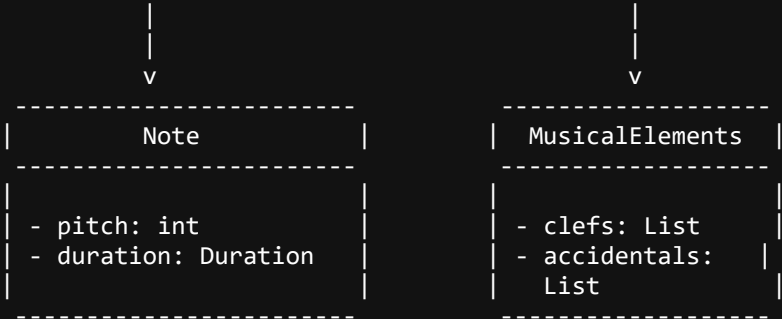 |                                  |
            |                                  |
            v                                  v
 ------------------------          -------------------
|         Note           |        |  MusicalElements  |
 ------------------------          -------------------
|                        |        |                   |
| - pitch: int           |        | - clefs: List     |
| - duration: Duration   |        | - accidentals:   |
|                        |        |   List            |
 ------------------------          -------------------